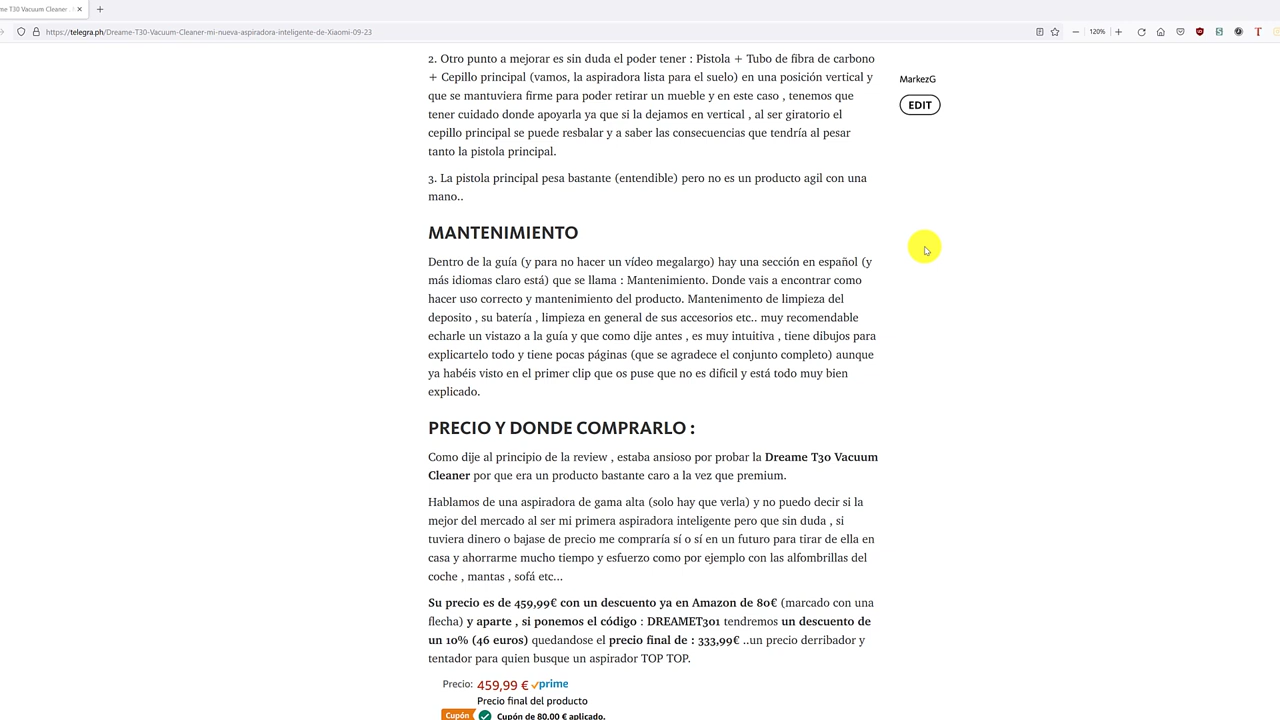 me T30 Vacuum Cleaner
https://telegra.ph/Dreame-T30-Vacuum-Cleaner-mi-nueva-aspiradora-inteligente-de-Xiaomi-09-23
120%
2. Otro punto a mejorar es sin duda el poder tener : Pistola + Tubo de fibra de carbono
+ Cepillo principal (vamos, la aspiradora lista para el suelo) en una posición vertical y
que se mantuviera firme para poder retirar un mueble y en este caso , tenemos que
tener cuidado donde apoyarla ya que si la dejamos en vertical , al ser giratorio el
cepillo principal se puede resbalar y a saber las consecuencias que tendría al pesar
tanto la pistola principal.
MarkezG
EDIT
3. La pistola principal pesa bastante (entendible) pero no es un producto agil con una
mano..
MANTENIMIENTO
Dentro de la guía (y para no hacer un vídeo megalargo) hay una sección en español (y
más idiomas claro está) que se llama : Mantenimiento. Donde vais a encontrar como
hacer uso correcto y mantenimiento del producto. Mantenimento de limpieza del
deposito , su batería , limpieza en general de sus accesorios etc.. muy recomendable
echarle un vistazo a la guía y que como dije antes , es muy intuitiva , tiene dibujos para
explicartelo todo y tiene pocas páginas (que se agradece el conjunto completo) aunque
ya habéis visto en el primer clip que os puse que no es dificil y está todo muy bien
explicado.
PRECIO Y DONDE COMPRARLO :
Como dije al principio de la review , estaba ansioso por probar la Dreame T30 Vacuum
Cleaner por que era un producto bastante caro a la vez que premium.
Hablamos de una aspiradora de gama alta (solo hay que verla) y no puedo decir si la
mejor del mercado al ser mi primera aspiradora inteligente pero que sin duda , si
tuviera dinero o bajase de precio me compraría sí o sí en un futuro para tirar de ella en
casa y ahorrarme mucho tiempo y esfuerzo como por ejemplo con las alfombrillas del
coche , mantas , sofá etc...
Su precio es de 459,99€ con un descuento ya en Amazon de 80€ (marcado con una
flecha) y aparte , si ponemos el código : DREAMET301 tendremos un descuento de
un 10% (46 euros) quedandose el precio final de : 333,99€ ..un precio derribador y
tentador para quien busque un aspirador TOP TOP.
Precio: 459,99 € prime
Precio final del producto
Cupón Cupón de 80,00 € aplicado.